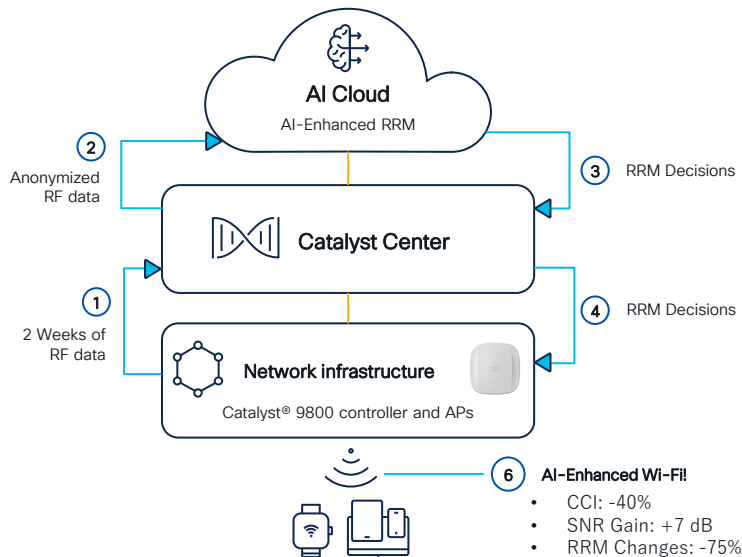 AI Cloud
AI-Enhanced RRM
2
Anonymized
RF data
3
RRM Decisions
Catalyst Center
1
2 Weeks of
RF data
4
RRM Decisions
Network infrastructure
Catalyst® 9800 controller and APs
6
AI-Enhanced Wi-Fi!
• CCI: -40%
• SNR Gain: +7 dB
• RRM Changes: -75%